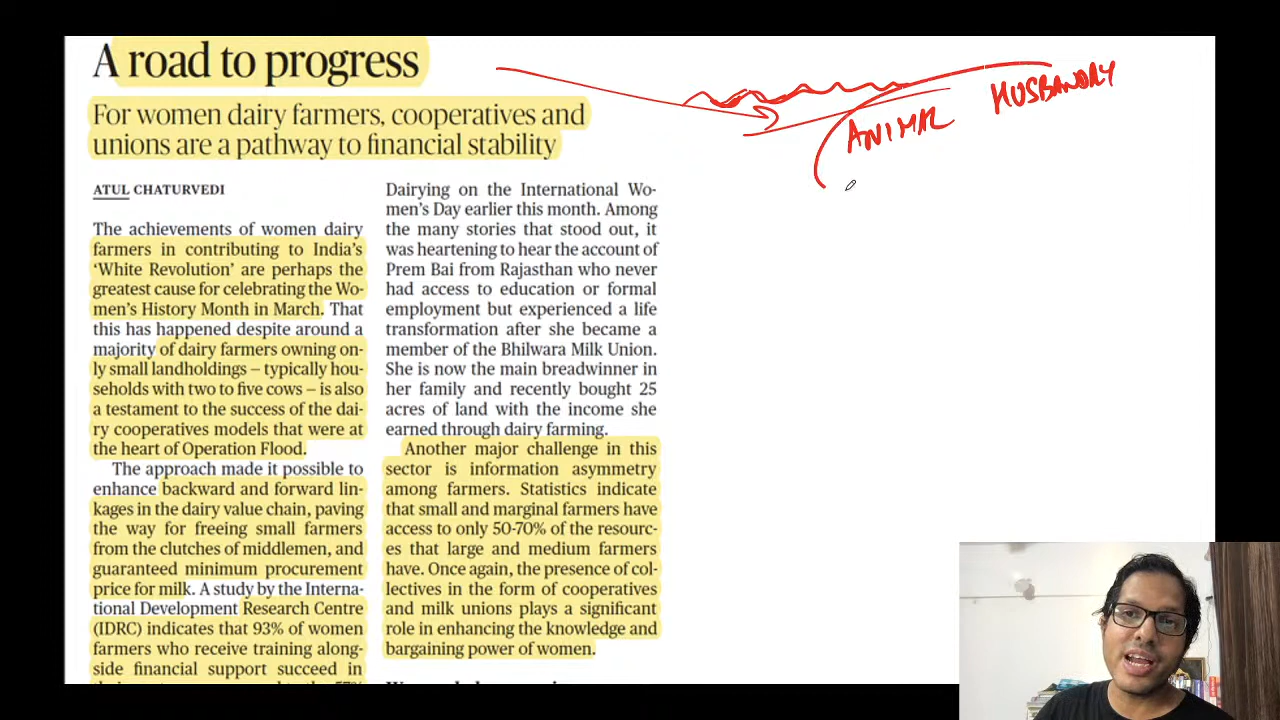 A road to progress
For women dairy farmers, cooperatives and
unions are a pathway to financial stability
ATUL CHATURVEDI
The achievements of women dairy
farmers in contributing to India's
'White Revolution' are perhaps the
greatest cause for celebrating the Wo-
men's History Month in March. That
this has happened despite around a
majority of dairy farmers owning on-
ly small landholdings – typically hou-
seholds with two to five cows – is also
a testament to the success of the dai-
ry cooperatives models that were at
the heart of Operation Flood.
The approach made it possible to
enhance backward and forward lin-
kages in the dairy value chain, paving
the way for freeing small farmers
from the clutches of middlemen, and
guaranteed minimum procurement
price for milk. A study by the Interna-
tional Development Research Centre
(IDRC) indicates that 93% of women
farmers who receive training along-
side financial support succeed in
Dairying on the International Wo-
men's Day earlier this month. Among
the many stories that stood out, it
was heartening to hear the account of
Prem Bai from Rajasthan who never
had access to education or formal
employment but experienced a life
transformation after she became a
member of the Bhilwara Milk Union.
She is now the main breadwinner in
her family and recently bought 25
acres of land with the income she
earned through dairy farming.
Another major challenge in this
sector is information asymmetry
among farmers. Statistics indicate
that small and marginal farmers have
access to only 50-70% of the resourc-
es that large and medium farmers
have. Once again, the presence of col-
lectives in the form of cooperatives
and milk unions plays a significant
role in enhancing the knowledge and
bargaining power of women.
ANIMAL HUSBANDRY